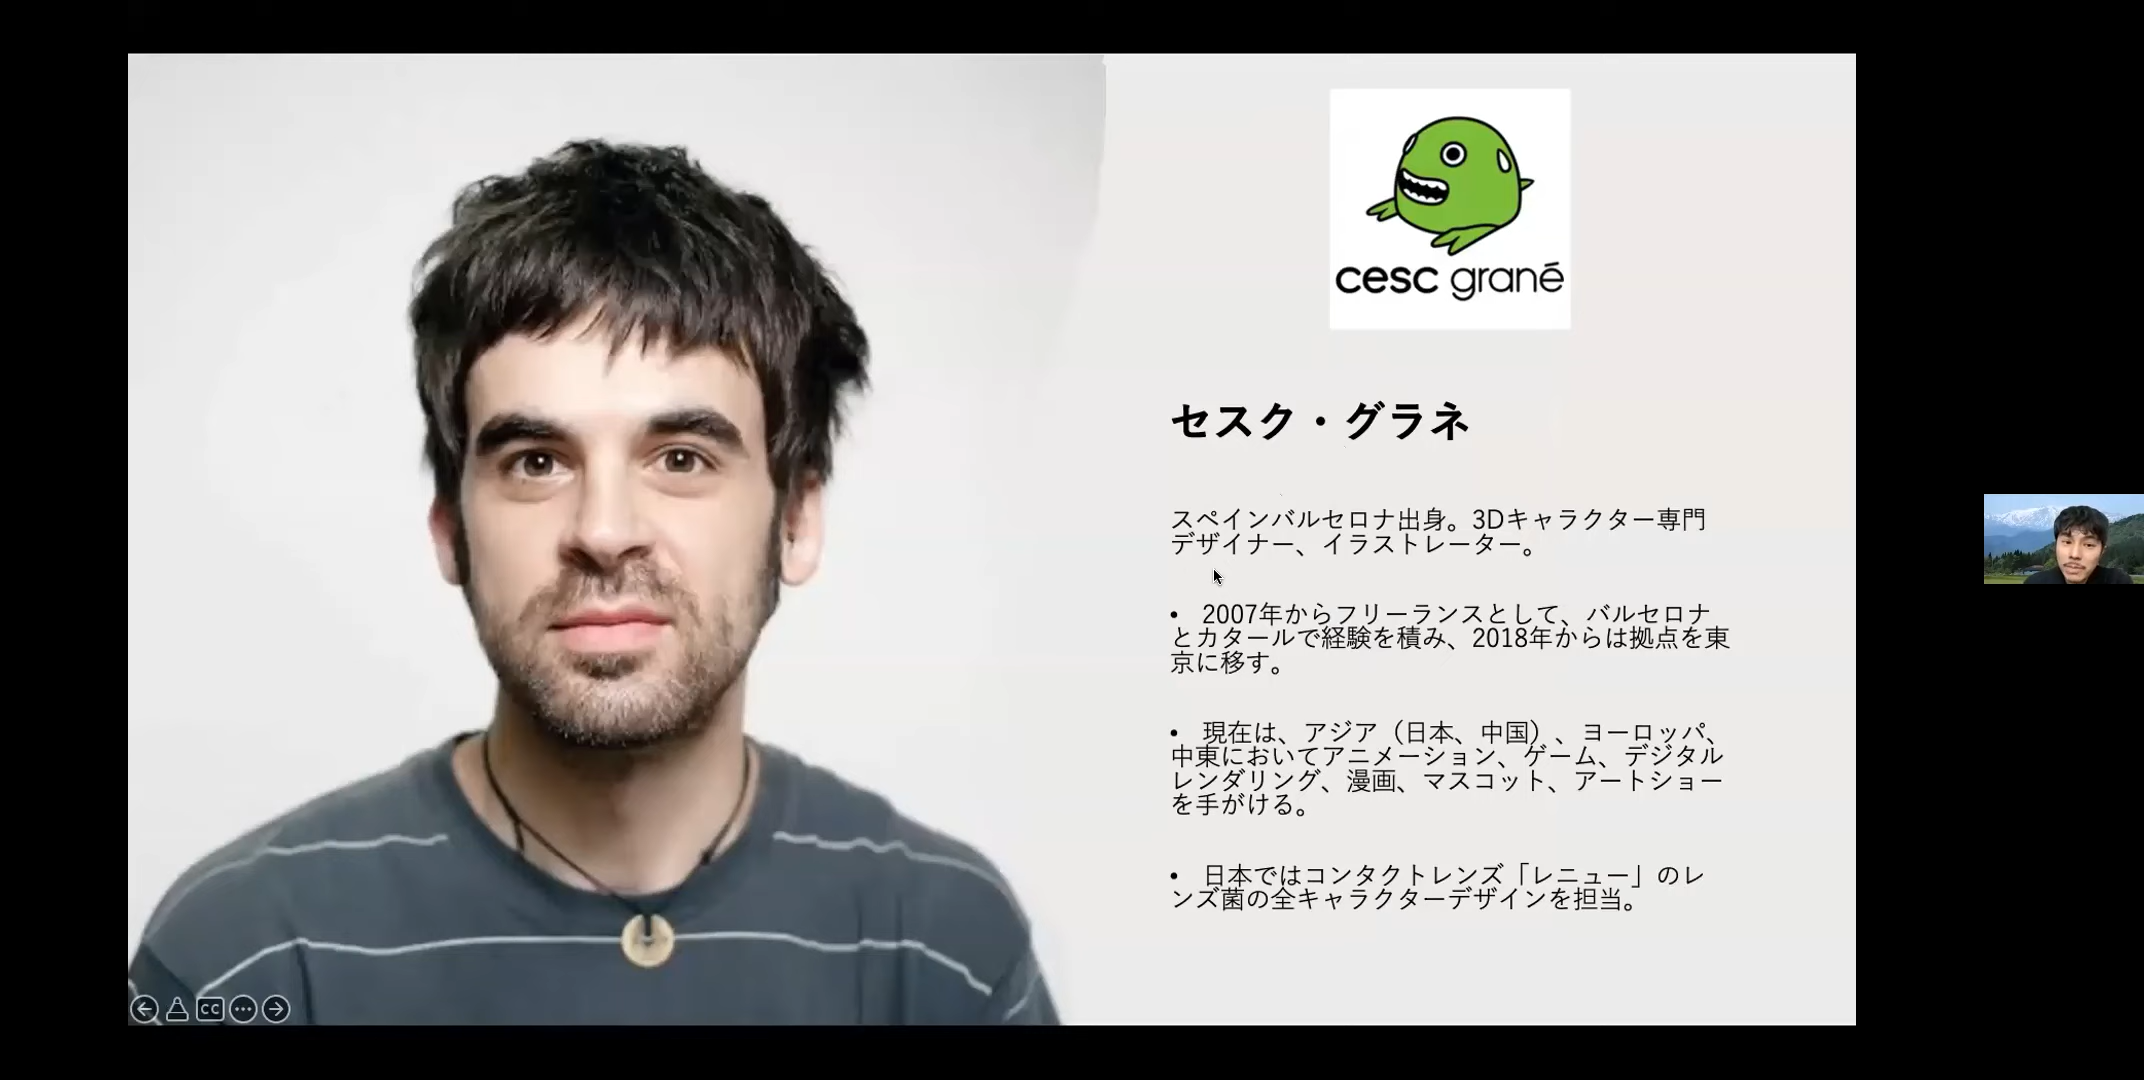 cesc grané
セスク・グラネ
スペインバルセロナ出身。3Dキャラクター専門
デザイナー、イラストレーター。
• 2007年からフリーランスとして、バルセロナ
とカタールで経験を積み、2018年からは拠点を東
京に移す。
• 現在は、アジア（日本、中国）、ヨーロッパ、
中東においてアニメーション、ゲーム、デジタル
レンダリング、漫画、マスコット、アートショー
を手がける。
• 日本ではコンタクトレンズ「レニュー」のレ
ンズ菌の全キャラクターデザインを担当。
CC